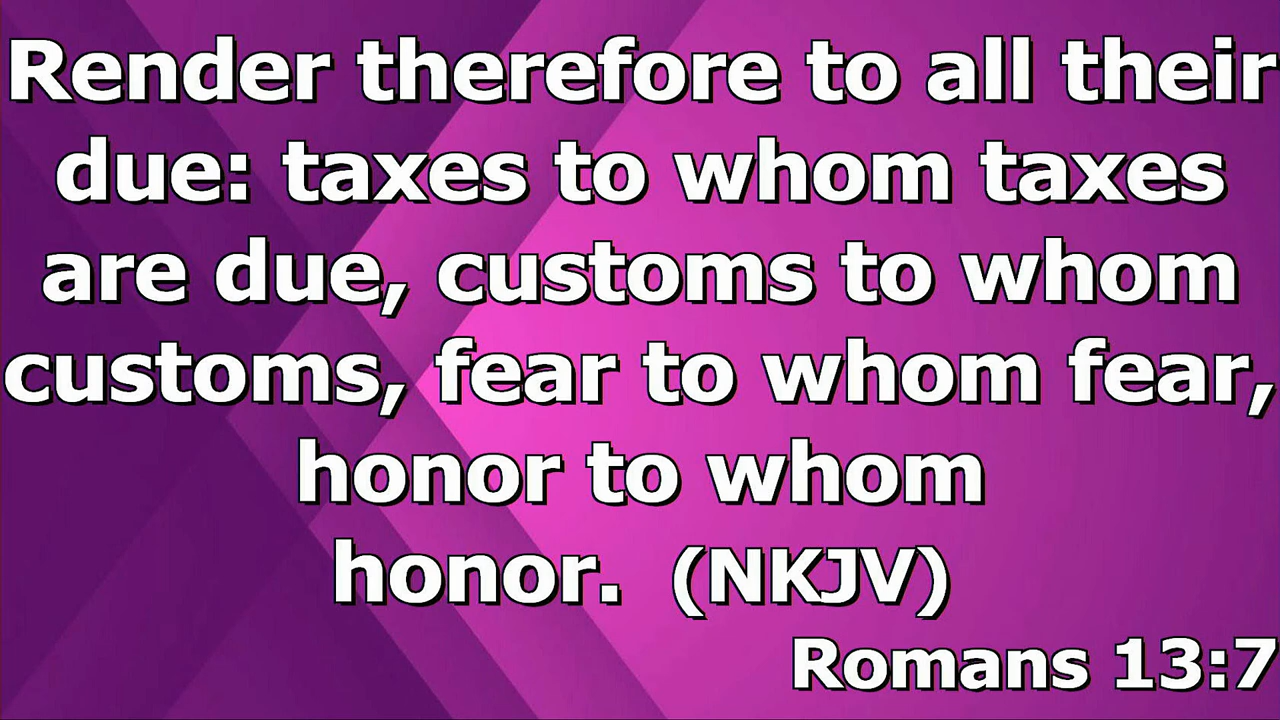 Render therefore to all their
due: taxes to whom taxes
are due, customs to whom
customs, fear to whom fear,
honor to whom
honor. (NKJV)
Romans 13:7